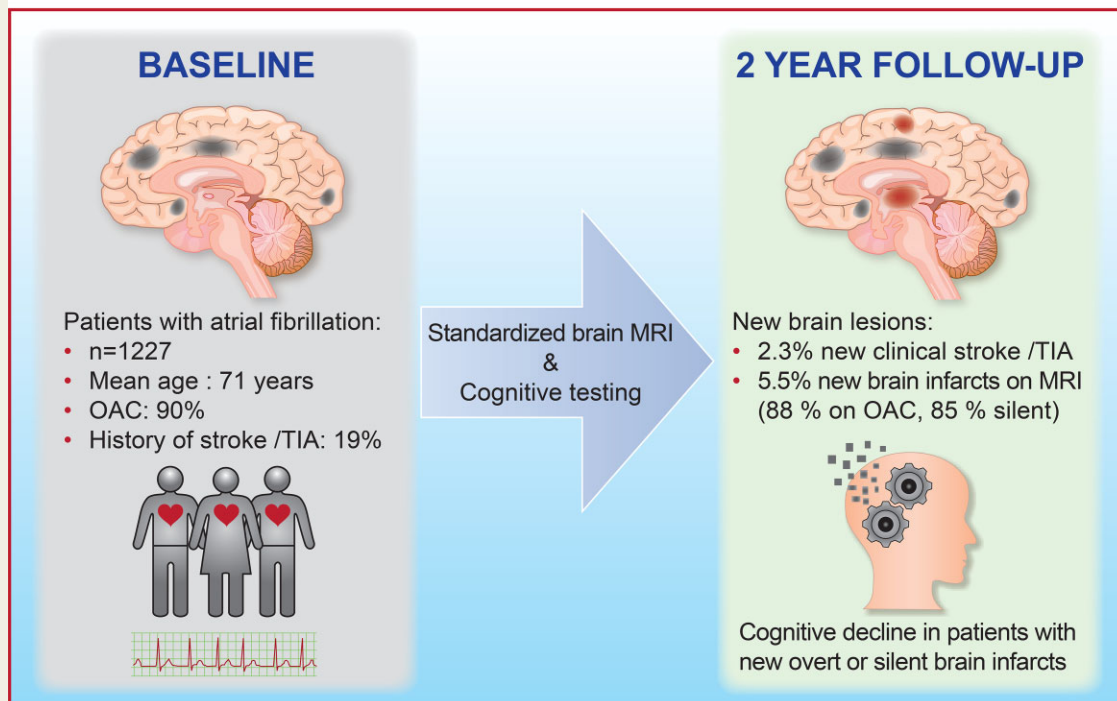 BASELINE
Patients with atrial fibrillation:
• n=1227
• Mean age : 71 years
• OAC: 90%
• History of stroke /TIA: 19%
Standardized brain MRI
&
Cognitive testing
2 YEAR FOLLOW-UP
New brain lesions:
• 2.3% new clinical stroke /TIA
• 5.5% new brain infarcts on MRI
(88 % on OAC, 85 % silent)
Cognitive decline in patients with
new overt or silent brain infarcts